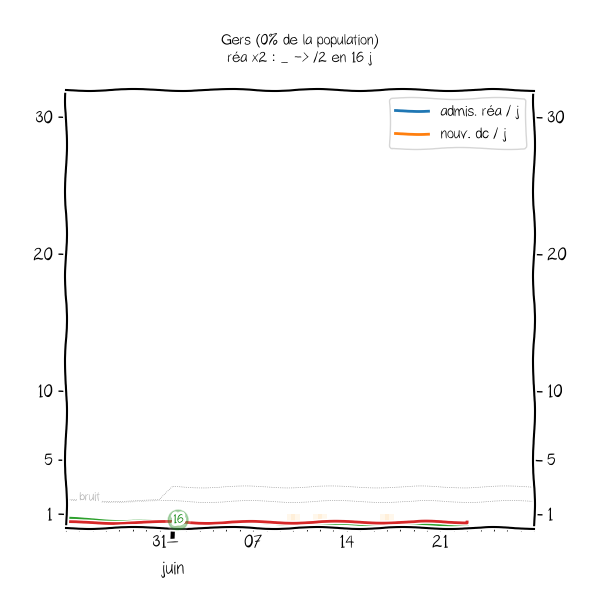 Gers (0% de la population)
réa x2 : _ -> /2 en 16 j
admis. réa / j
nouv. dc / j
30
30
20
20
10
10
5
5
bruit
1
1
16
31
07
14
21
juin